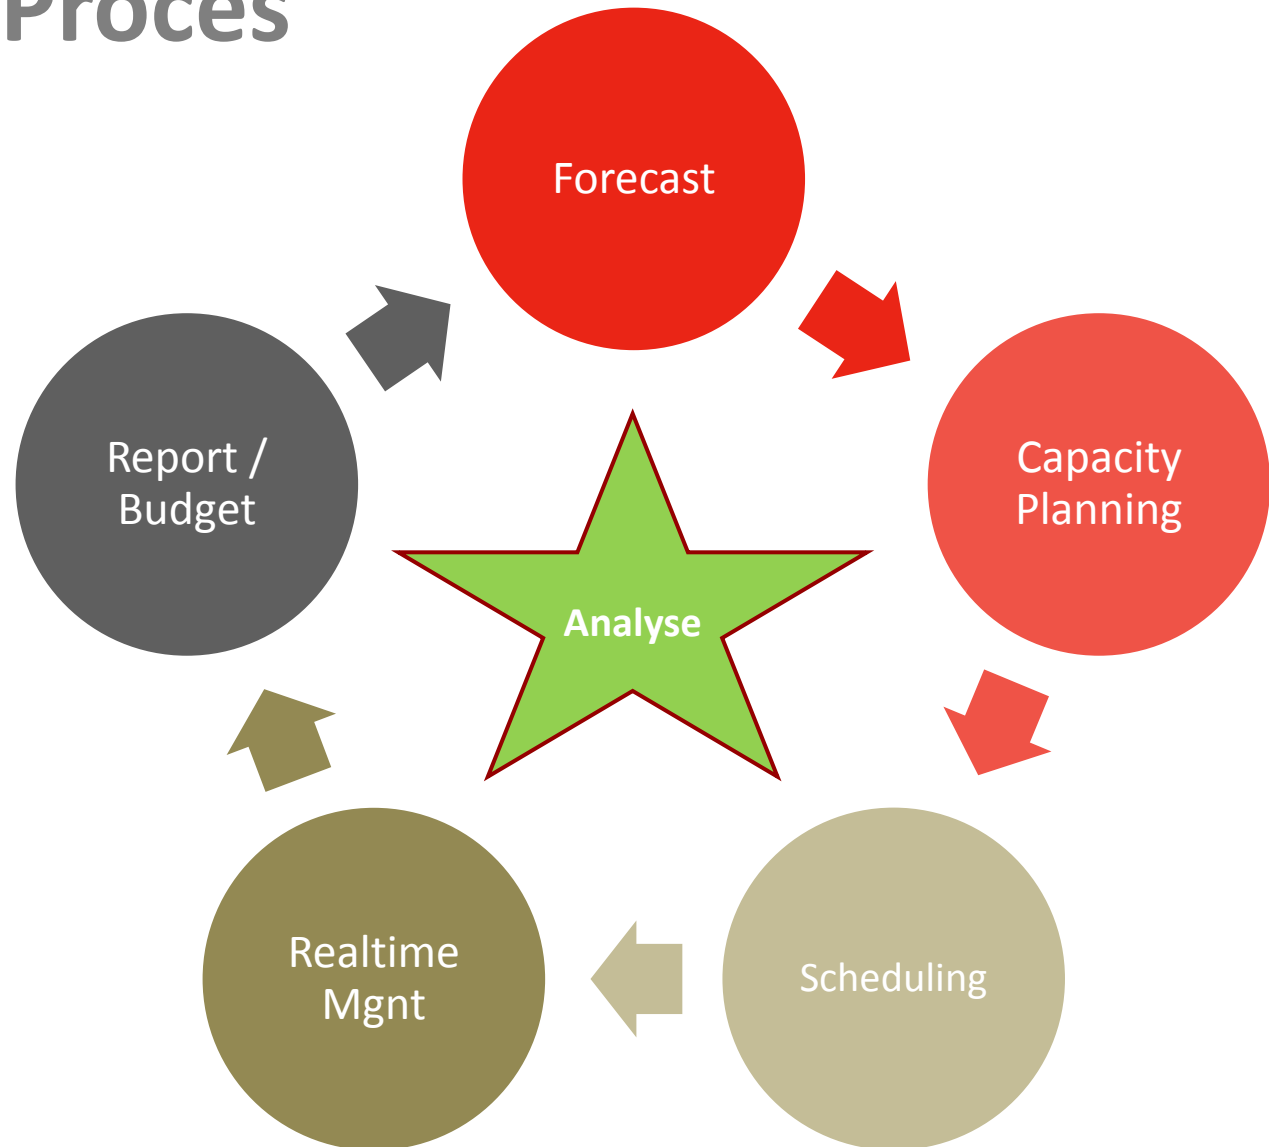 Proces
Forecast
Capacity
Planning
Scheduling
Realtime
Mgnt
Report /
Budget
Analyse